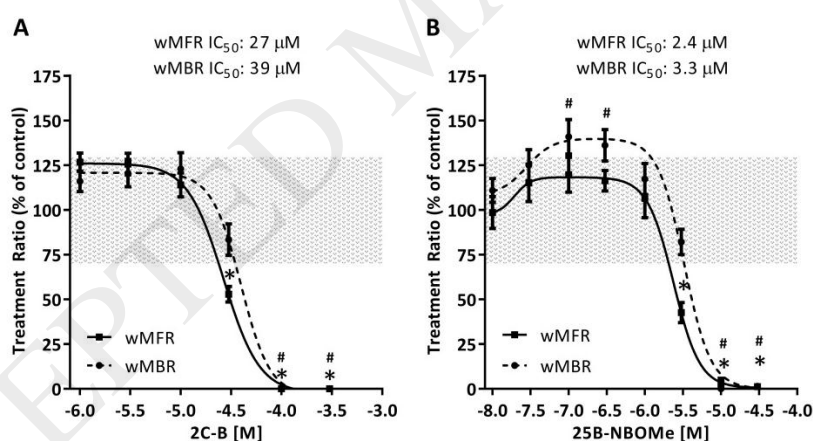 A
wMFR IC50: 27 μM
wMBR IC50: 39 μM
Treatment Ratio (% of control)
175
150
125
100
75
50
25
0
# #
* * *
wMFR
wMBR
-6.0 -5.5 -5.0 -4.5 -4.0 -3.5 -3.0
2C-B [M]
B
wMFR IC50: 2.4 μM
wMBR IC50: 3.3 μM
Treatment Ratio (% of control)
175
150
125
100
75
50
25
0
# #
*
# #
* *
wMFR
wMBR
-8.0 -7.5 -7.0 -6.5 -6.0 -5.5 -5.0 -4.5 -4.0
25B-NBOMe [M]
EPTED MA